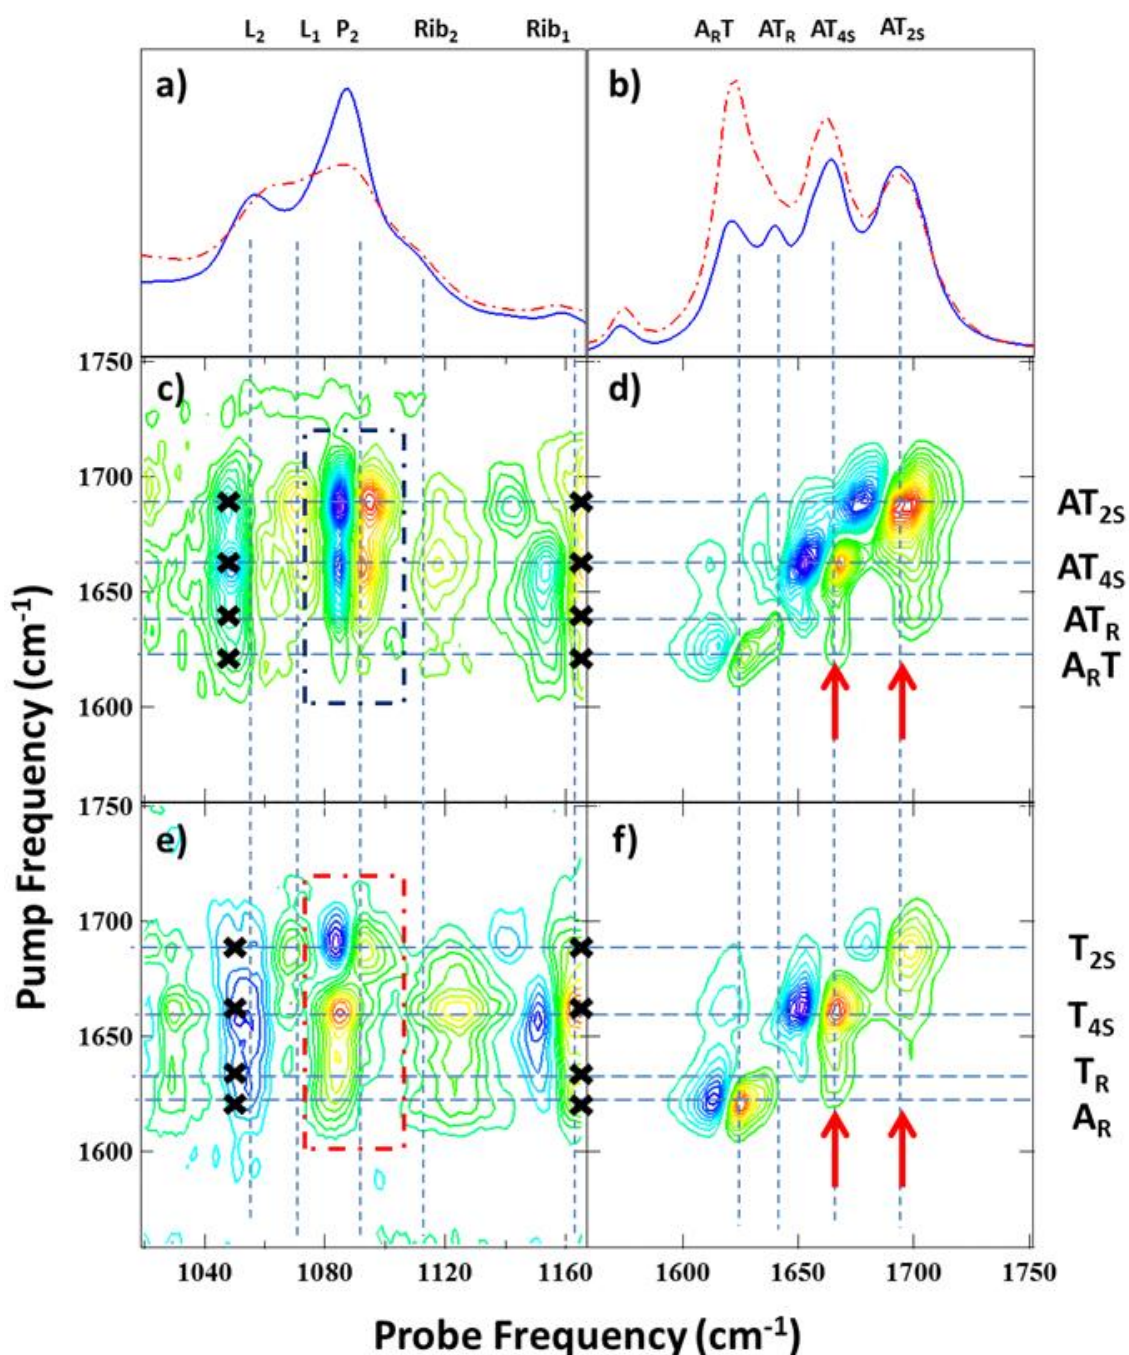 L₂ L₁ P₂ Rib₂ Rib₁ AᵣT ATᵣ AT₄ₛ AT₂ₛ
a) b)
1750
c) d)
1700 AT₂ₛ
1650 AT₄ₛ
ATᵣ
AᵣT
1600
1750
e) f)
1700 T₂ₛ
1650 T₄ₛ
Tᵣ
Aᵣ
1600
1040 1080 1120 1160 1600 1650 1700 1750
Pump Frequency (cm⁻¹)
Probe Frequency (cm⁻¹)